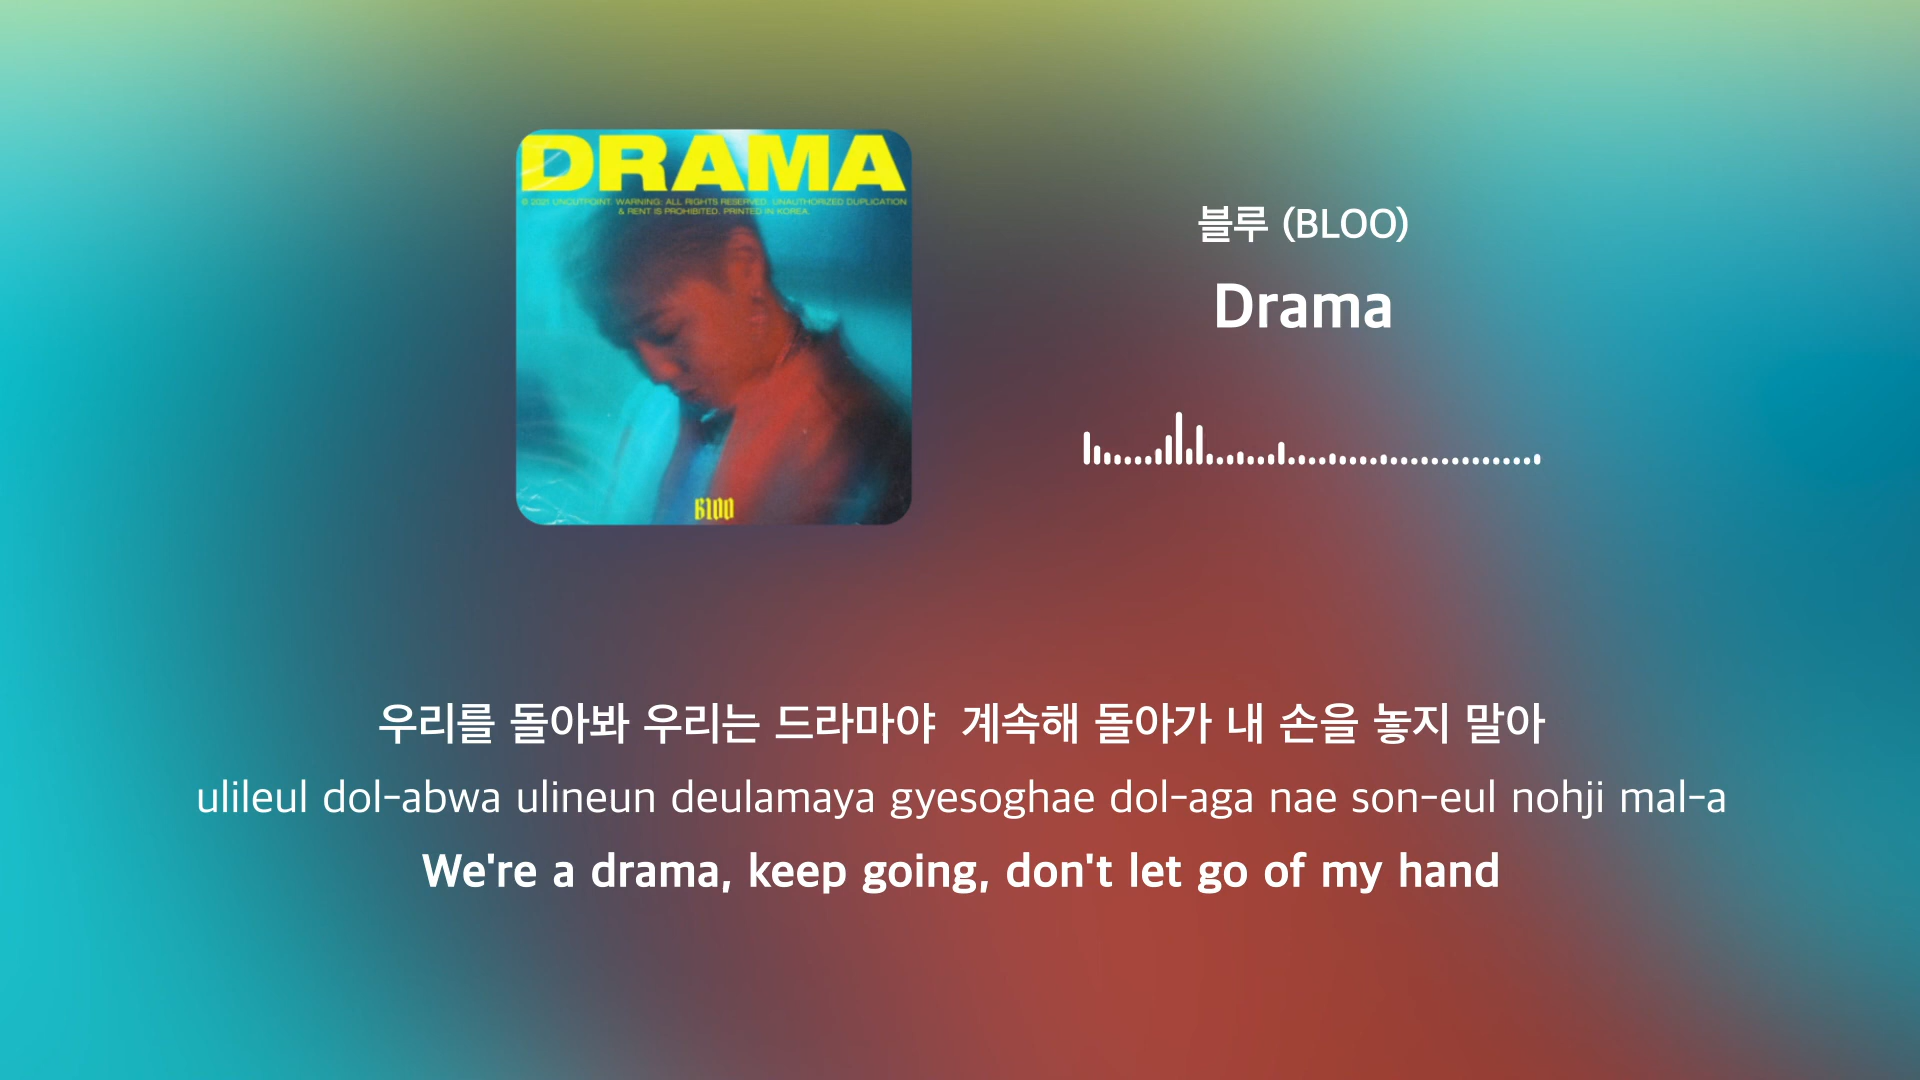 DRAMA
© 2021 UNCUTPOINT. WARNING: ALL RIGHTS RESERVED. UNAUTHORIZED DUPLICATION
& RENT IS PROHIBITED. PRINTED IN KOREA.
BLOO
블루 (BLOO)
Drama
우리를 돌아봐 우리는 드라마야 계속해 돌아가 내 손을 놓지 말아
ulileul dol-abwa ulineun deulamaya gyesoghae dol-aga nae son-eul nohji mal-a
We're a drama, keep going, don't let go of my hand